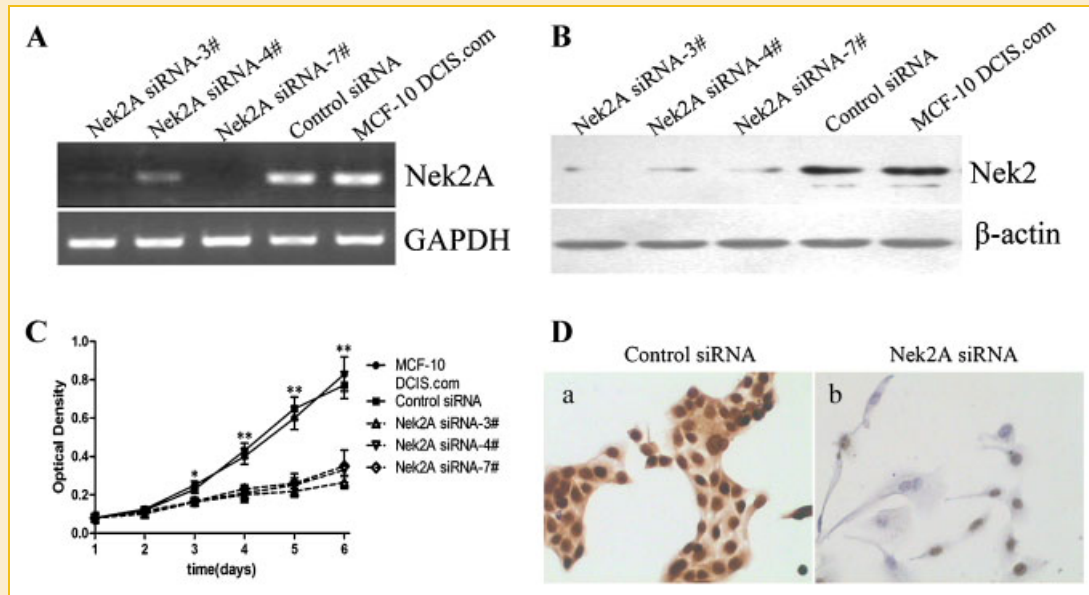 A
Nek2A siRNA-3#
Nek2A siRNA-4#
Nek2A siRNA-7#
Control siRNA
MCF-10 DCIS.com
Nek2A
GAPDH
B
Nek2A siRNA-3#
Nek2A siRNA-4#
Nek2A siRNA-7#
Control siRNA
MCF-10 DCIS.com
Nek2
β-actin
C
Optical Density
1.0
0.8
0.6
0.4
0.2
0.0
*
**
**
**
1 2 3 4 5 6
time(days)
MCF-10
DCIS.com
Control siRNA
Nek2A siRNA-3#
Nek2A siRNA-4#
Nek2A siRNA-7#
D
Control siRNA
Nek2A siRNA
a
b